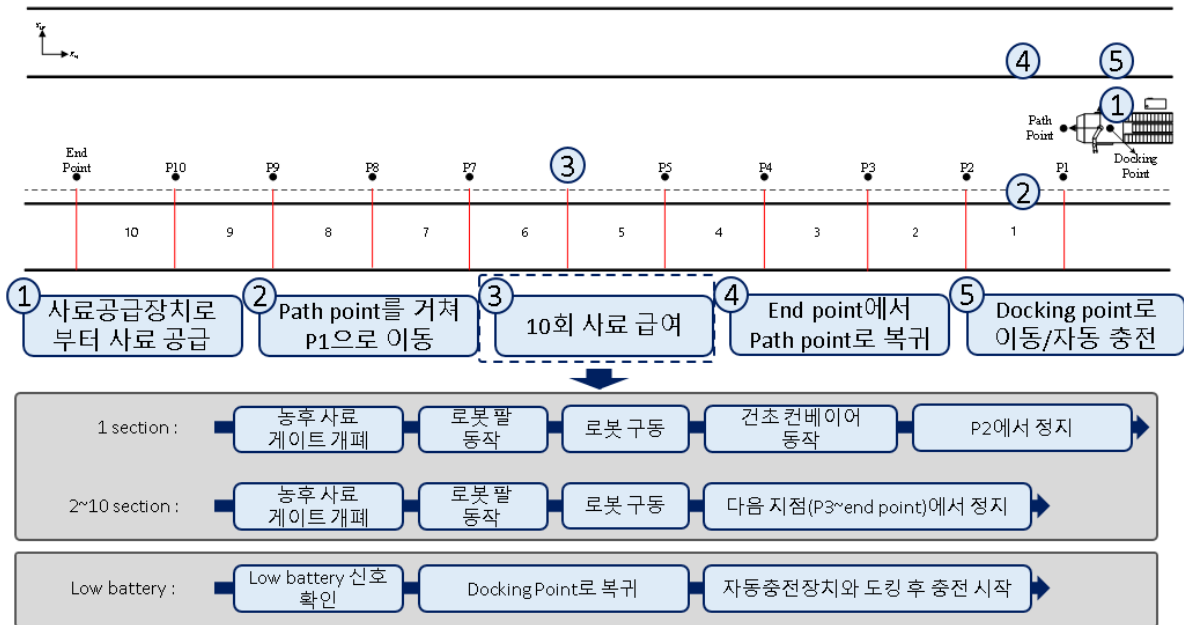 ④ ⑤
①
Path
Point
Docking
Point
End
Point
P10 P9 P8 P7 ③ P5 P4 P3 P2 P1
②
10 9 8 7 6 5 4 3 2 1
① 사료공급장치로
부터 사료 공급
② Path point를 거쳐
P1으로 이동
③ 10회 사료 급여
④ End point에서
Path point로 복귀
⑤ Docking point로
이동/자동 충전
1 section :
농후 사료
게이트 개폐
로봇 팔
동작
로봇 구동
건초 컨베이어
동작
P2에서 정지
2~10 section :
농후 사료
게이트 개폐
로봇 팔
동작
로봇 구동
다음 지점(P3~end point)에서 정지
Low battery :
Low battery 신호
확인
Docking Point로 복귀
자동충전장치와 도킹 후 충전 시작